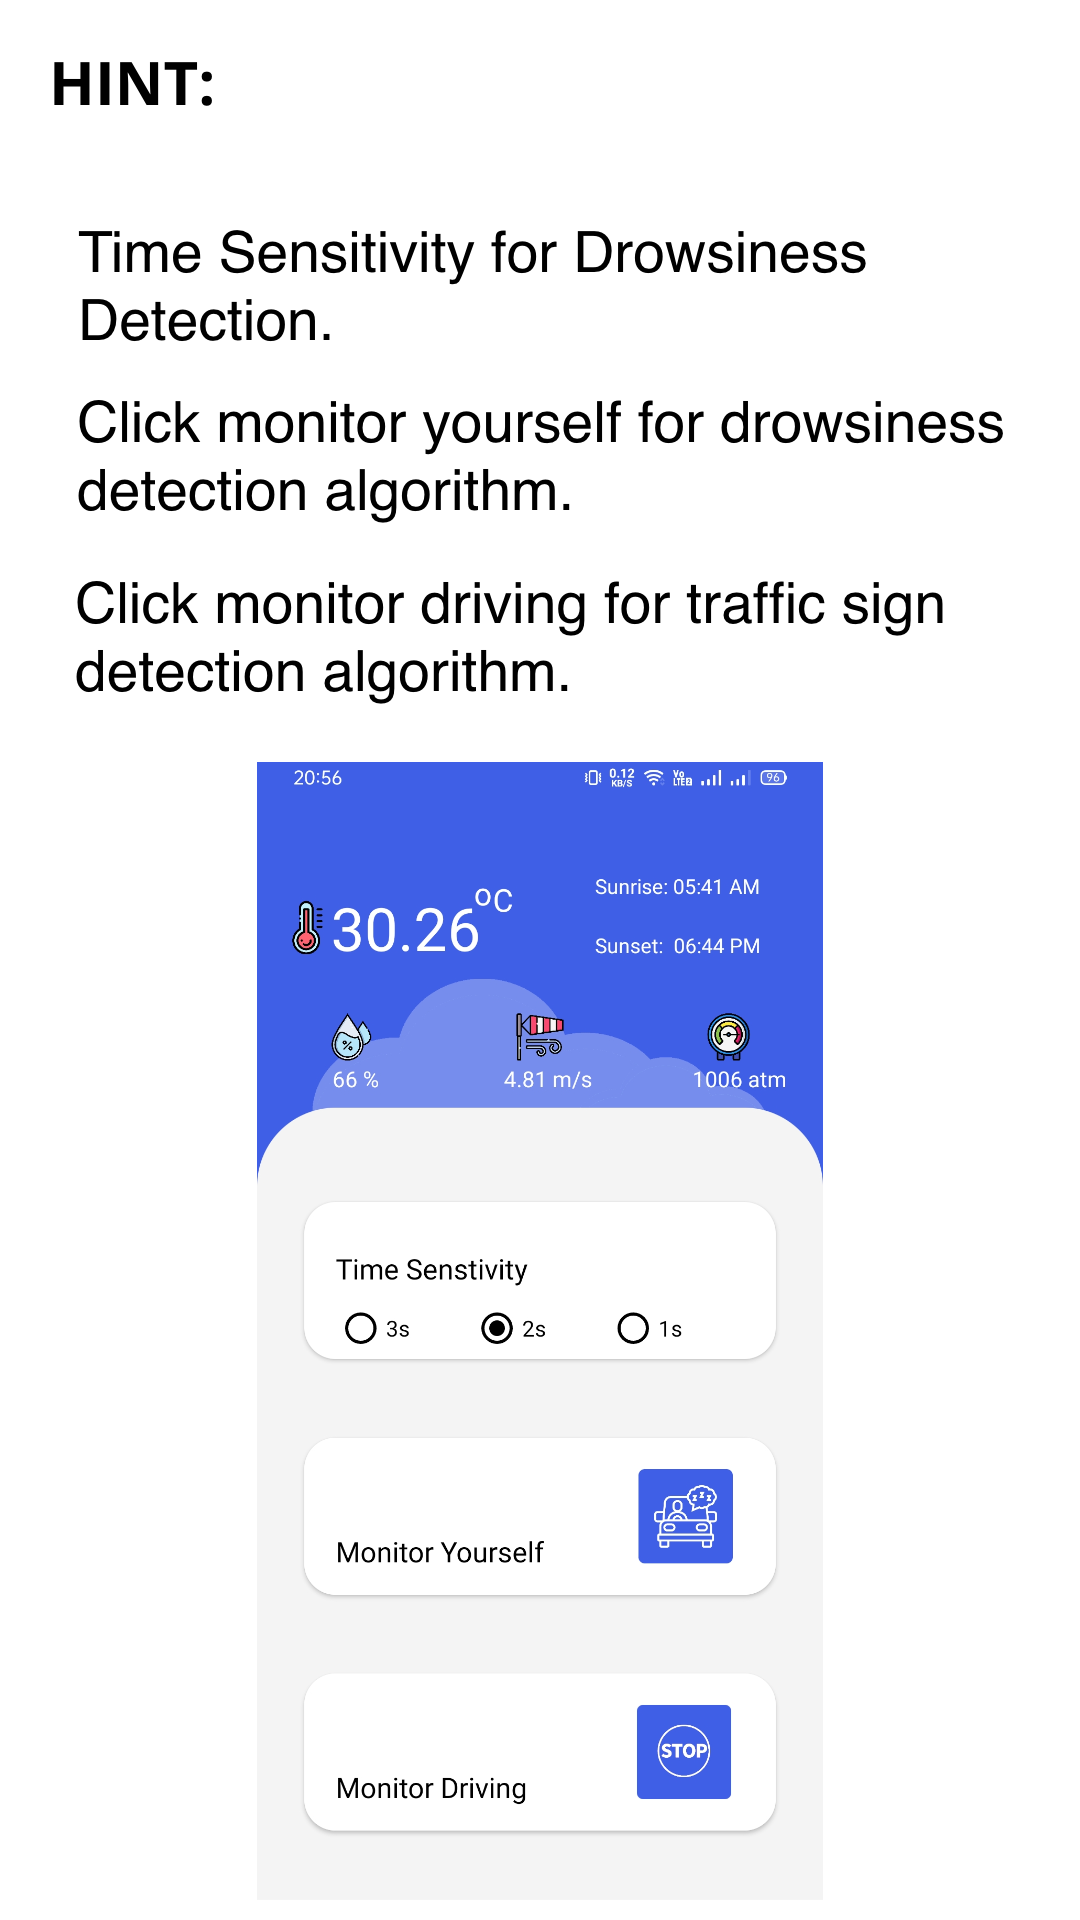 HINT:
Time Sensitivity for Drowsiness
Detection.
Click monitor yourself for drowsiness
detection algorithm.
Click monitor driving for traffic sign
detection algorithm.
20:56
0.12
KB/S
Vo
LTE2
96
30.26°C
Sunrise: 05:41 AM
Sunset: 06:44 PM
%
66 %
4.81 m/s
1006 atm
Time Senstivity
3s
2s
1s
zzz
Monitor Yourself
STOP
Monitor Driving